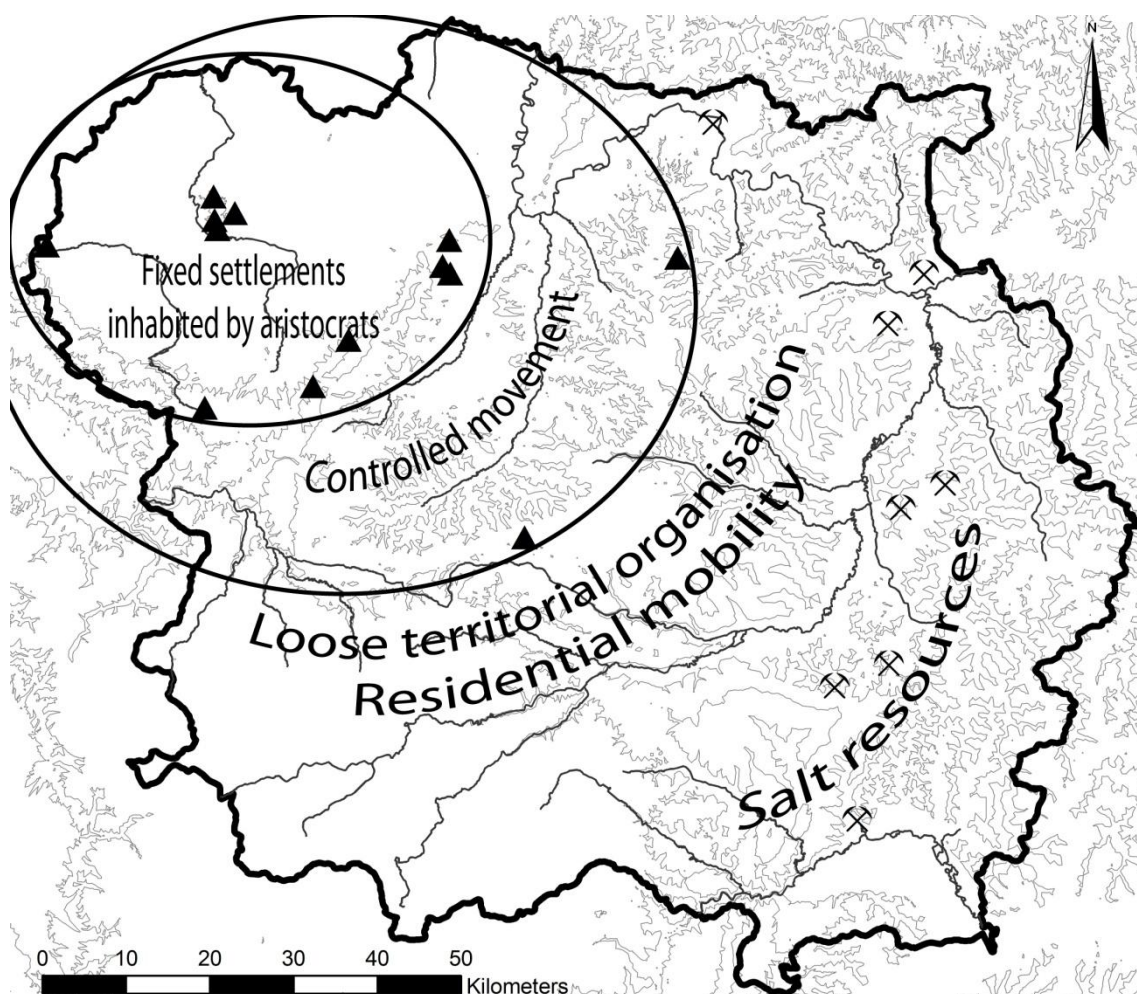 N
Fixed settlements
inhabited by aristocrats
Controlled movement
Loose territorial organisation
Residential mobility
Salt resources
0 10 20 30 40 50
Kilometers